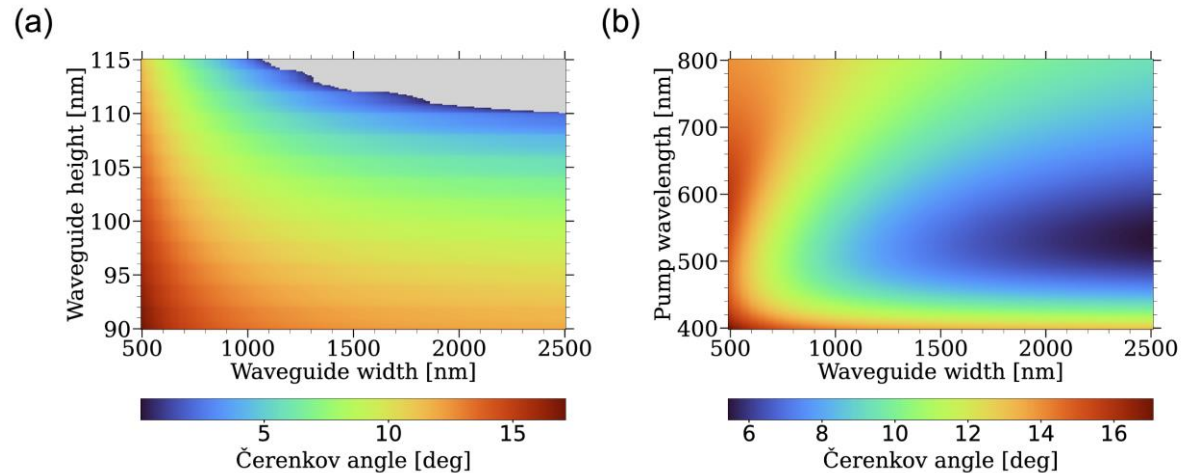 (a)
Waveguide height [nm]
115
110
105
100
95
90
500 1000 1500 2000 2500
Waveguide width [nm]
5 10 15
Čerenkov angle [deg]
(b)
Pump wavelength [nm]
800
700
600
500
400
500 1000 1500 2000 2500
Waveguide width [nm]
6 8 10 12 14 16
Čerenkov angle [deg]